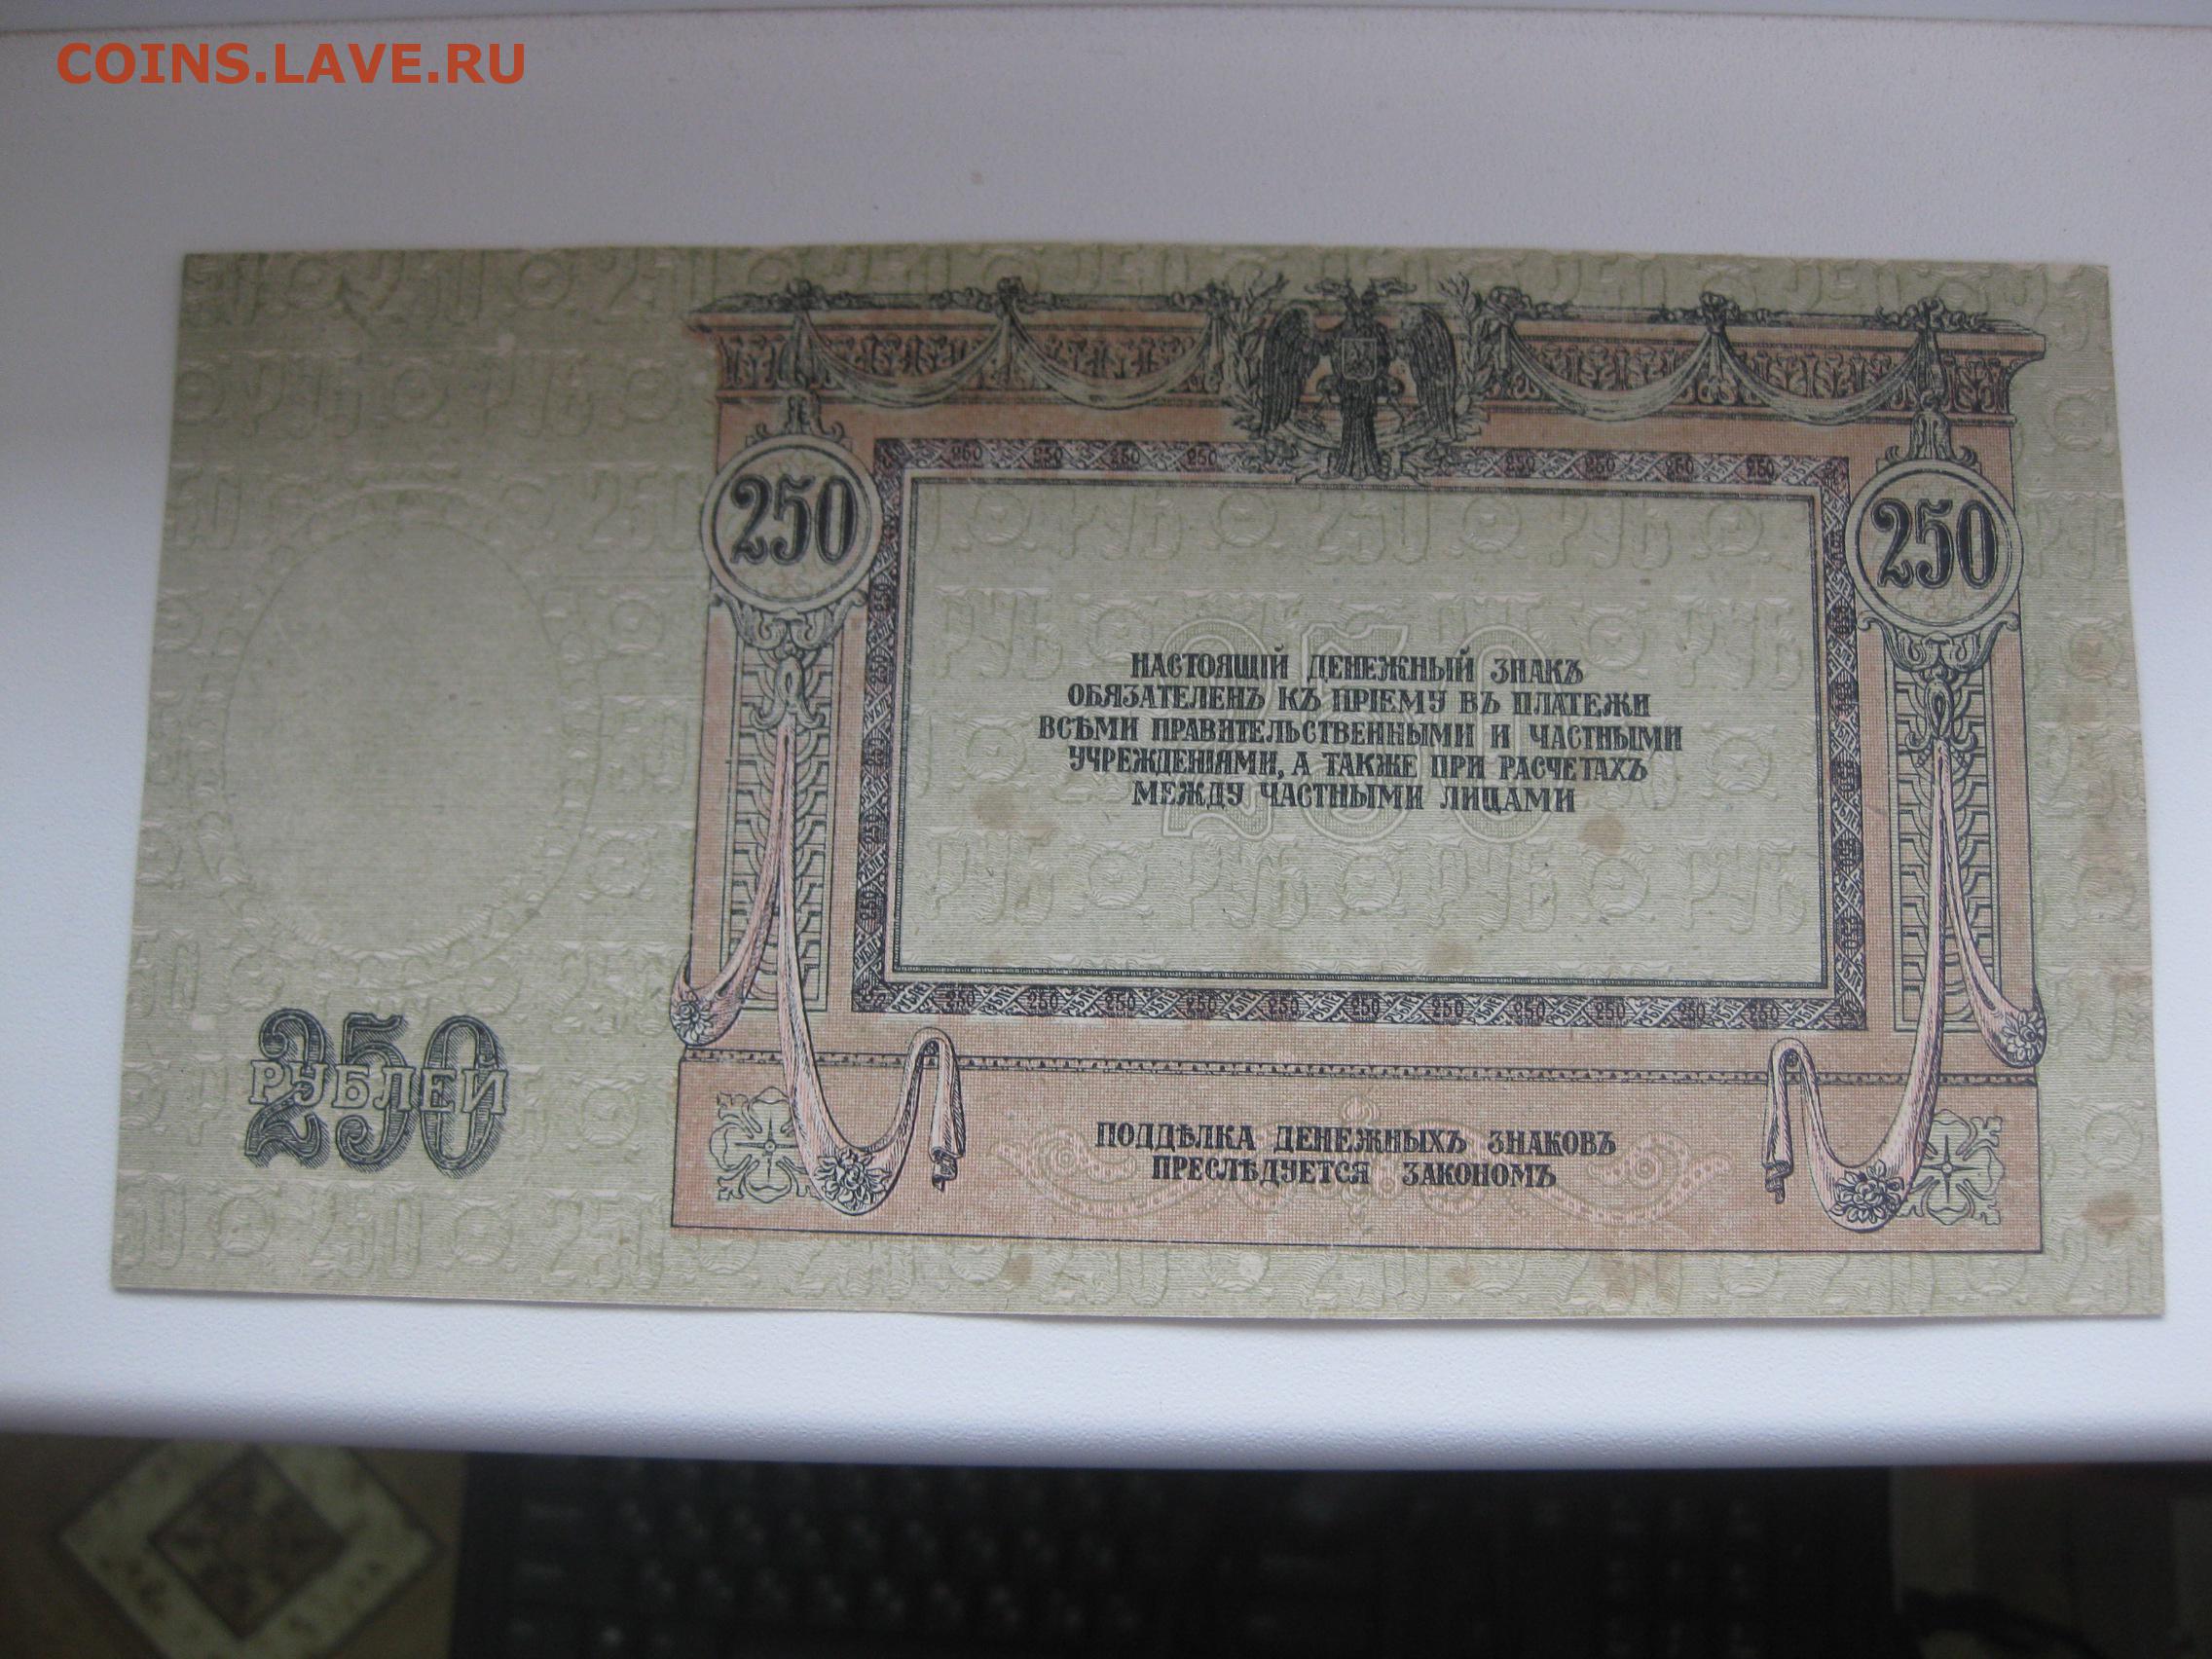 COINS.LAVE.RU
250
250
НАСТОЯЩІЙ ДЕНЕЖНЫЙ ЗНАКЪ
ОБЯЗАТЕЛЕНЪ КЪ ПРІЕМУ ВЪ ПЛАТЕЖИ
ВСѢМИ ПРАВИТЕЛЬСТВЕННЫМИ И ЧАСТНЫМИ
УЧРЕЖДЕНІЯМИ, А ТАКЖЕ ПРИ РАСЧЕТАХЪ
МЕЖДУ ЧАСТНЫМИ ЛИЦАМИ
250
РУБЛЕЙ
ПОДДѢЛКА ДЕНЕЖНЫХЪ ЗНАКОВЪ
ПРЕСЛѢДУЕТСЯ ЗАКОНОМЪ